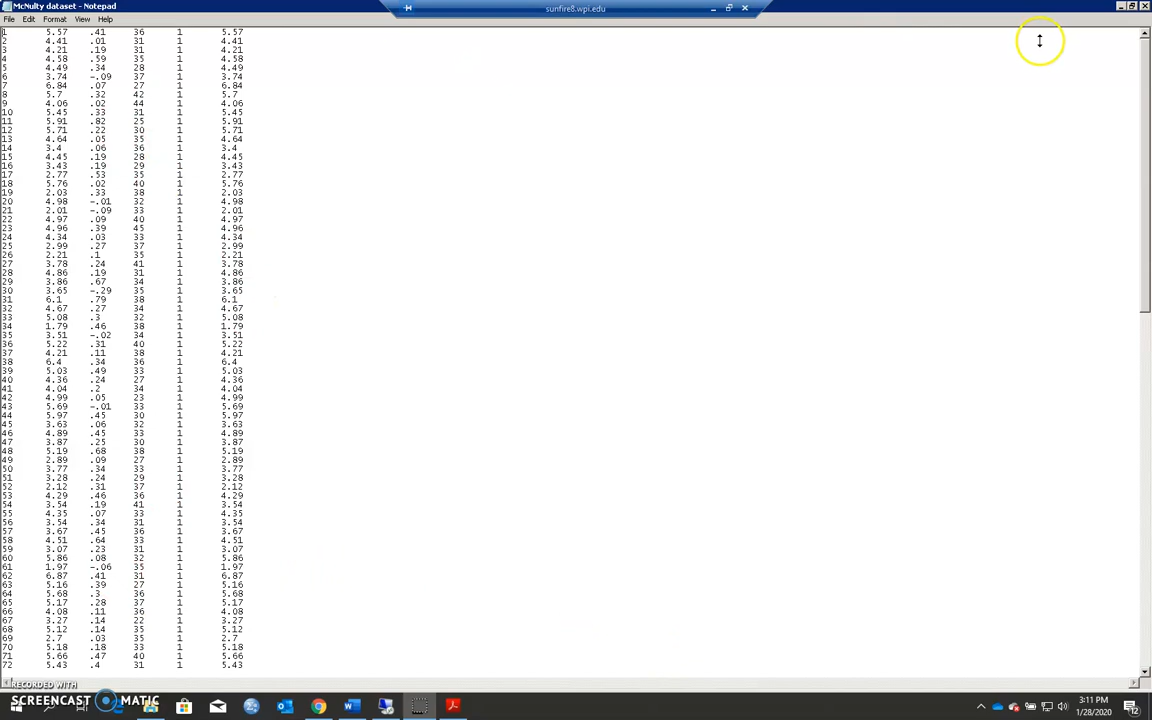 McNulty dataset - Notepad
sunfire8.wpi.edu
File Edit Format View Help
1 5.57 .41 36 1 5.57
2 4.41 .01 31 1 4.41
3 4.21 .19 31 1 4.21
4 4.58 .59 35 1 4.58
5 4.49 .34 28 1 4.49
6 3.74 -.09 37 1 3.74
7 6.84 .07 27 1 6.84
8 5.7 .32 42 1 5.7
9 4.06 .02 44 1 4.06
10 5.45 .33 31 1 5.45
11 5.91 .82 25 1 5.91
12 5.71 .22 30 1 5.71
13 4.64 .05 35 1 4.64
14 3.4 .06 36 1 3.4
15 4.45 .19 28 1 4.45
16 3.43 .19 29 1 3.43
17 2.77 .53 35 1 2.77
18 5.76 .02 40 1 5.76
19 2.03 .33 38 1 2.03
20 4.98 -.01 32 1 4.98
21 2.01 -.09 33 1 2.01
22 4.97 .09 40 1 4.97
23 4.96 .39 45 1 4.96
24 4.34 .03 33 1 4.34
25 2.99 .27 37 1 2.99
26 2.21 .1 35 1 2.21
27 3.78 .24 41 1 3.78
28 4.86 .19 31 1 4.86
29 3.86 .67 34 1 3.86
30 3.65 -.29 35 1 3.65
31 6.1 .79 38 1 6.1
32 4.67 .27 34 1 4.67
33 5.08 .3 32 1 5.08
34 1.79 .46 38 1 1.79
35 3.51 -.02 34 1 3.51
36 5.22 .31 40 1 5.22
37 4.21 .11 38 1 4.21
38 6.4 .34 36 1 6.4
39 5.03 .49 33 1 5.03
40 4.36 .24 27 1 4.36
41 4.04 .2 34 1 4.04
42 4.99 .05 23 1 4.99
43 5.69 -.01 33 1 5.69
44 5.97 .45 30 1 5.97
45 3.63 .06 32 1 3.63
46 4.89 .45 33 1 4.89
47 3.87 .25 30 1 3.87
48 5.19 .68 38 1 5.19
49 2.89 .09 27 1 2.89
50 3.77 .34 33 1 3.77
51 3.28 .24 29 1 3.28
52 2.12 .31 37 1 2.12
53 4.29 .46 36 1 4.29
54 3.54 .19 41 1 3.54
55 4.35 .07 33 1 4.35
56 3.54 .34 31 1 3.54
57 3.67 .45 36 1 3.67
58 4.51 .64 33 1 4.51
59 3.07 .23 31 1 3.07
60 5.86 .08 32 1 5.86
61 1.97 -.06 35 1 1.97
62 6.87 .41 31 1 6.87
63 5.16 .39 27 1 5.16
64 5.68 .3 36 1 5.68
65 5.17 .28 37 1 5.17
66 4.08 .11 36 1 4.08
67 3.27 .14 22 1 3.27
68 5.12 .14 35 1 5.12
69 2.7 .03 35 1 2.7
70 5.18 .18 33 1 5.18
71 5.66 .47 40 1 5.66
72 5.43 .4 31 1 5.43
RECORDED WITH
SCREENCAST MATIC
3:11 PM
1/28/2020
12